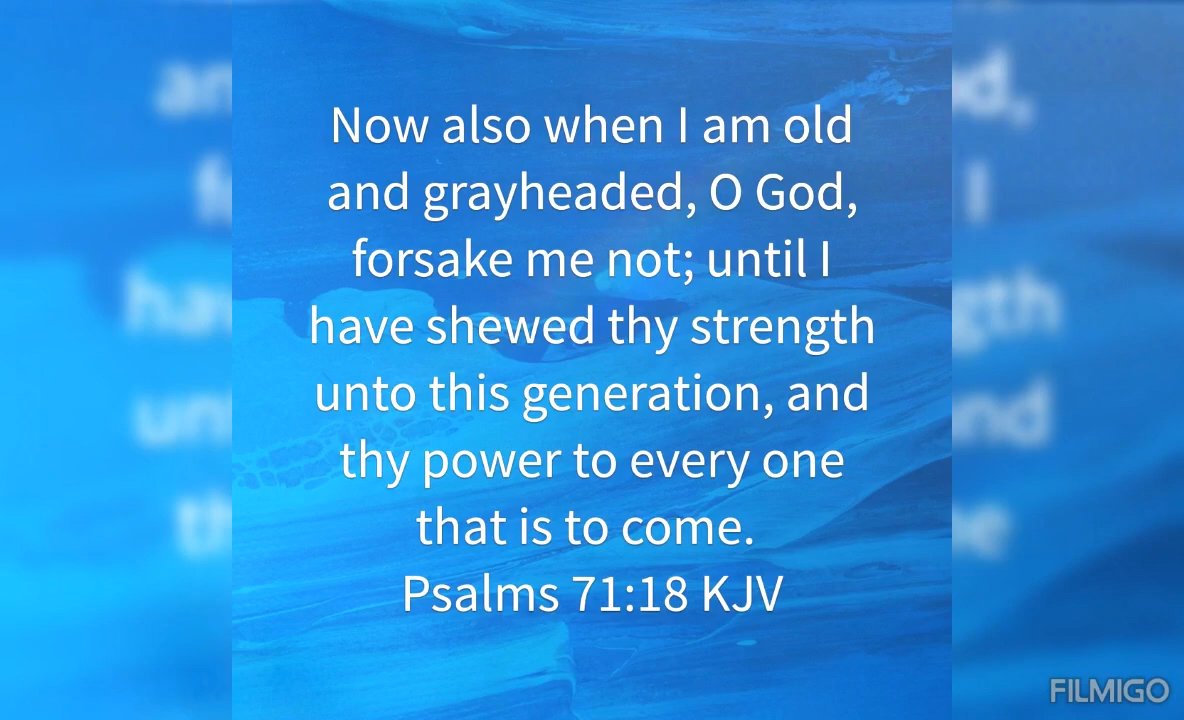 Now also when I am old
and grayheaded, O God,
forsake me not; until I
have shewed thy strength
unto this generation, and
thy power to every one
that is to come.
Psalms 71:18 KJV
FILMIGO